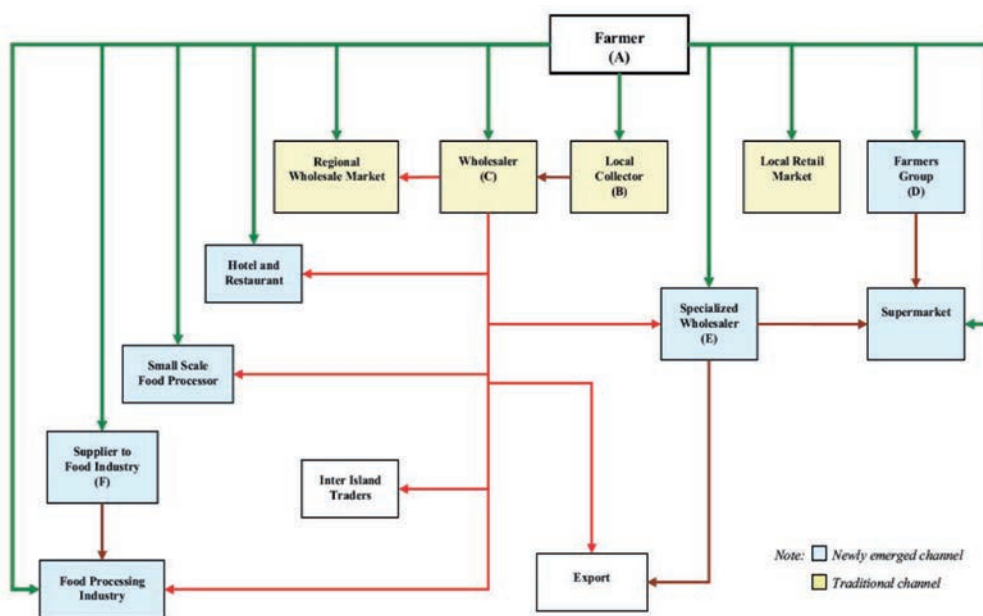 Farmer
(A)
Regional
Wholesale Market
Wholesaler
(C)
Local
Collector
(B)
Local Retail
Market
Farmers
Group
(D)
Hotel and
Restaurant
Specialized
Wholesaler
(E)
Supermarket
Small Scale
Food Processor
Supplier to
Food Industry
(F)
Inter Island
Traders
Food Processing
Industry
Export
Note:
Newly emerged channel
Traditional channel